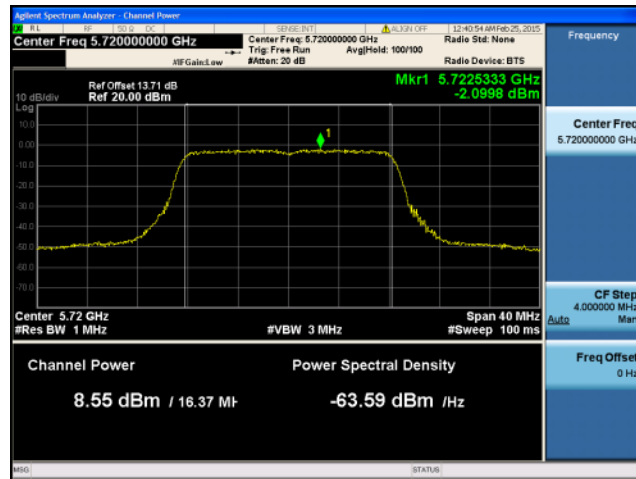 Agilent Spectrum Analyzer - Channel Power
RL RF 50 Ω DC SENSE:INT ALIGN OFF 12:40:54 AM Feb 25, 2015
Center Freq 5.720000000 GHz
Center Freq: 5.720000000 GHz
Radio Std: None
Trig: Free Run Avg|Hold: 100/100
#IFGain:Low #Atten: 20 dB
Radio Device: BTS
Ref Offset 13.71 dB
10 dB/div Ref 20.00 dBm
Mkr1 5.7225333 GHz
-2.0998 dBm
Log
10.0
0.00
-10.0
-20.0
-30.0
-40.0
-50.0
-60.0
-70.0
1
Center 5.72 GHz Span 40 MHz
#Res BW 1 MHz #VBW 3 MHz #Sweep 100 ms
Channel Power
Power Spectral Density
8.55 dBm / 16.37 MH
-63.59 dBm /Hz
MSG STATUS
Frequency
Center Freq
5.720000000 GHz
CF Step
4.000000 MHz
Auto Man
Freq Offset
0 Hz